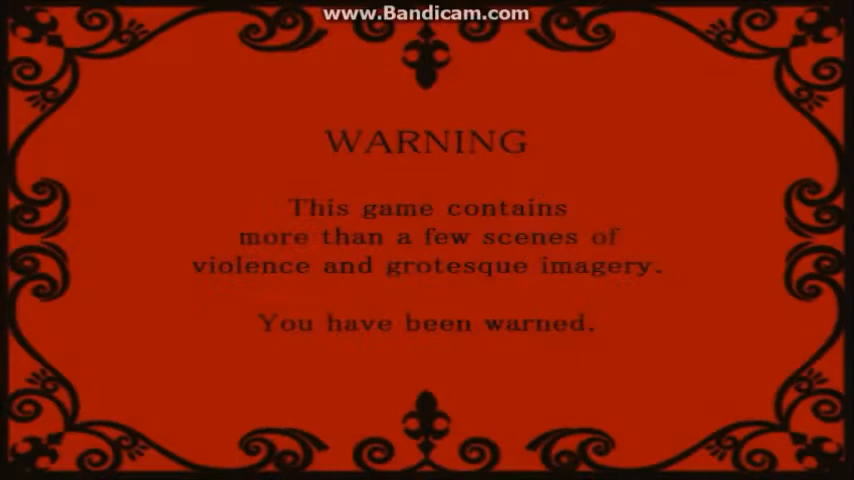 www.Bandicam.com
WARNING
This game contains
more than a few scenes of
violence and grotesque imagery.
You have been warned.